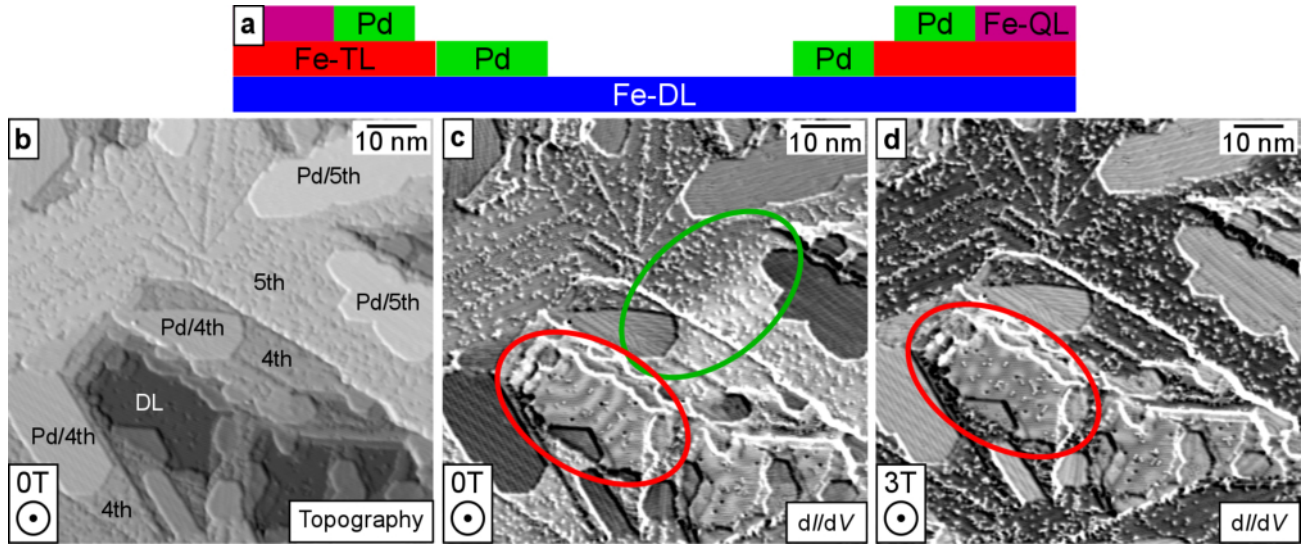 a
Pd
Pd
Fe-QL
Fe-TL
Pd
Pd
Fe-DL
b
10 nm
Pd/5th
5th
Pd/5th
Pd/4th
4th
DL
Pd/4th
0T
4th
Topography
c
10 nm
0T
dI/dV
d
10 nm
3T
dI/dV